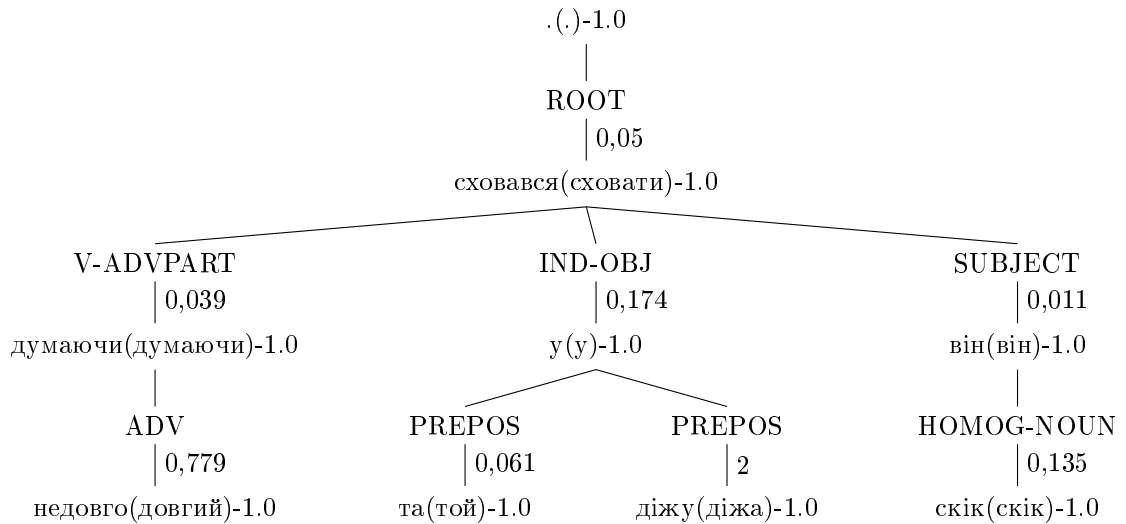 .(.)-1.0
ROOT
0,05
сховався(сховати)-1.0
V-ADVPART IND-OBJ SUBJECT
0,039 0,174 0,011
думаючи(думаючи)-1.0 у(у)-1.0 він(він)-1.0
ADV PREPOS PREPOS HOMOG-NOUN
0,779 0,061 2 0,135
недовго(довгий)-1.0 та(той)-1.0 діжу(діжа)-1.0 скік(скік)-1.0